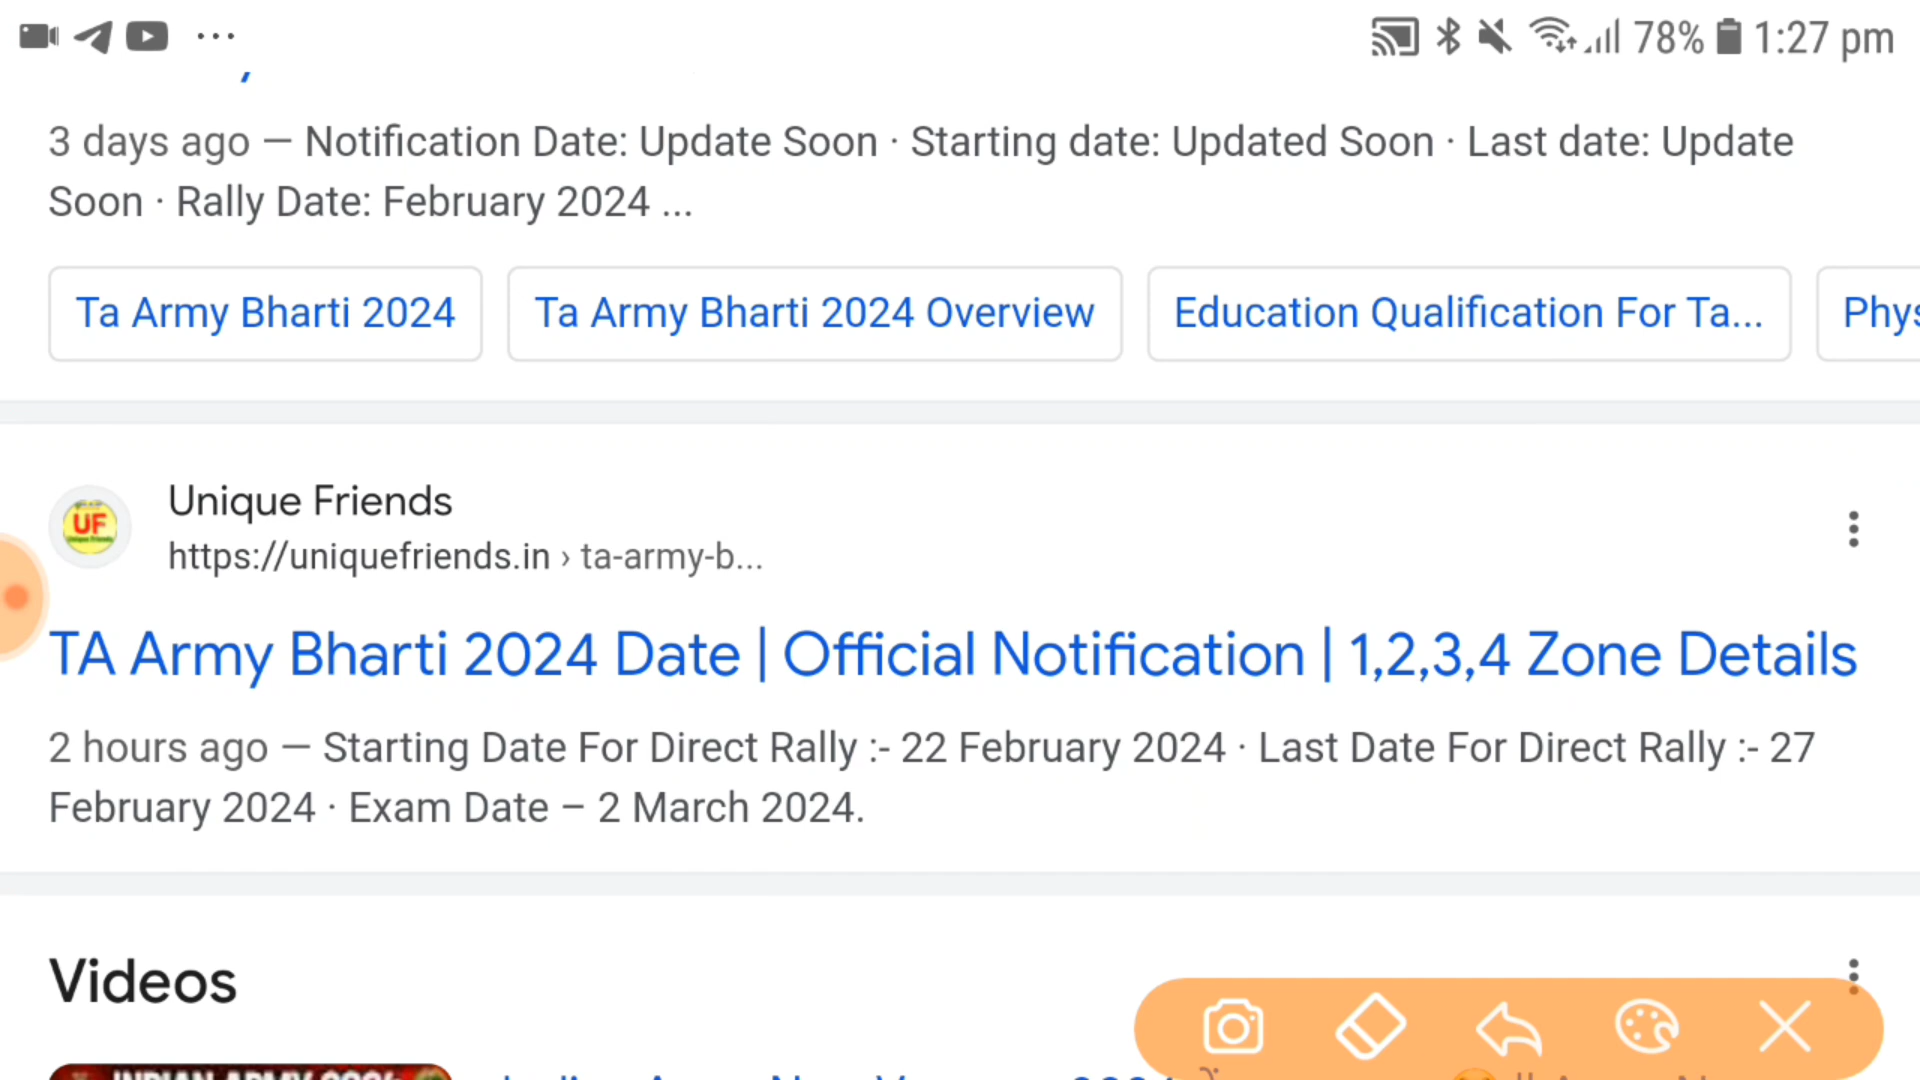 78% 1:27 pm
3 days ago — Notification Date: Update Soon · Starting date: Updated Soon · Last date: Update
Soon · Rally Date: February 2024 ...
Ta Army Bharti 2024
Ta Army Bharti 2024 Overview
Education Qualification For Ta...
Phys
Unique Friends
UF
https://uniquefriends.in › ta-army-b...
TA Army Bharti 2024 Date | Official Notification | 1,2,3,4 Zone Details
2 hours ago — Starting Date For Direct Rally :- 22 February 2024 · Last Date For Direct Rally :- 27
February 2024 · Exam Date – 2 March 2024.
Videos
INDIAN ARMY